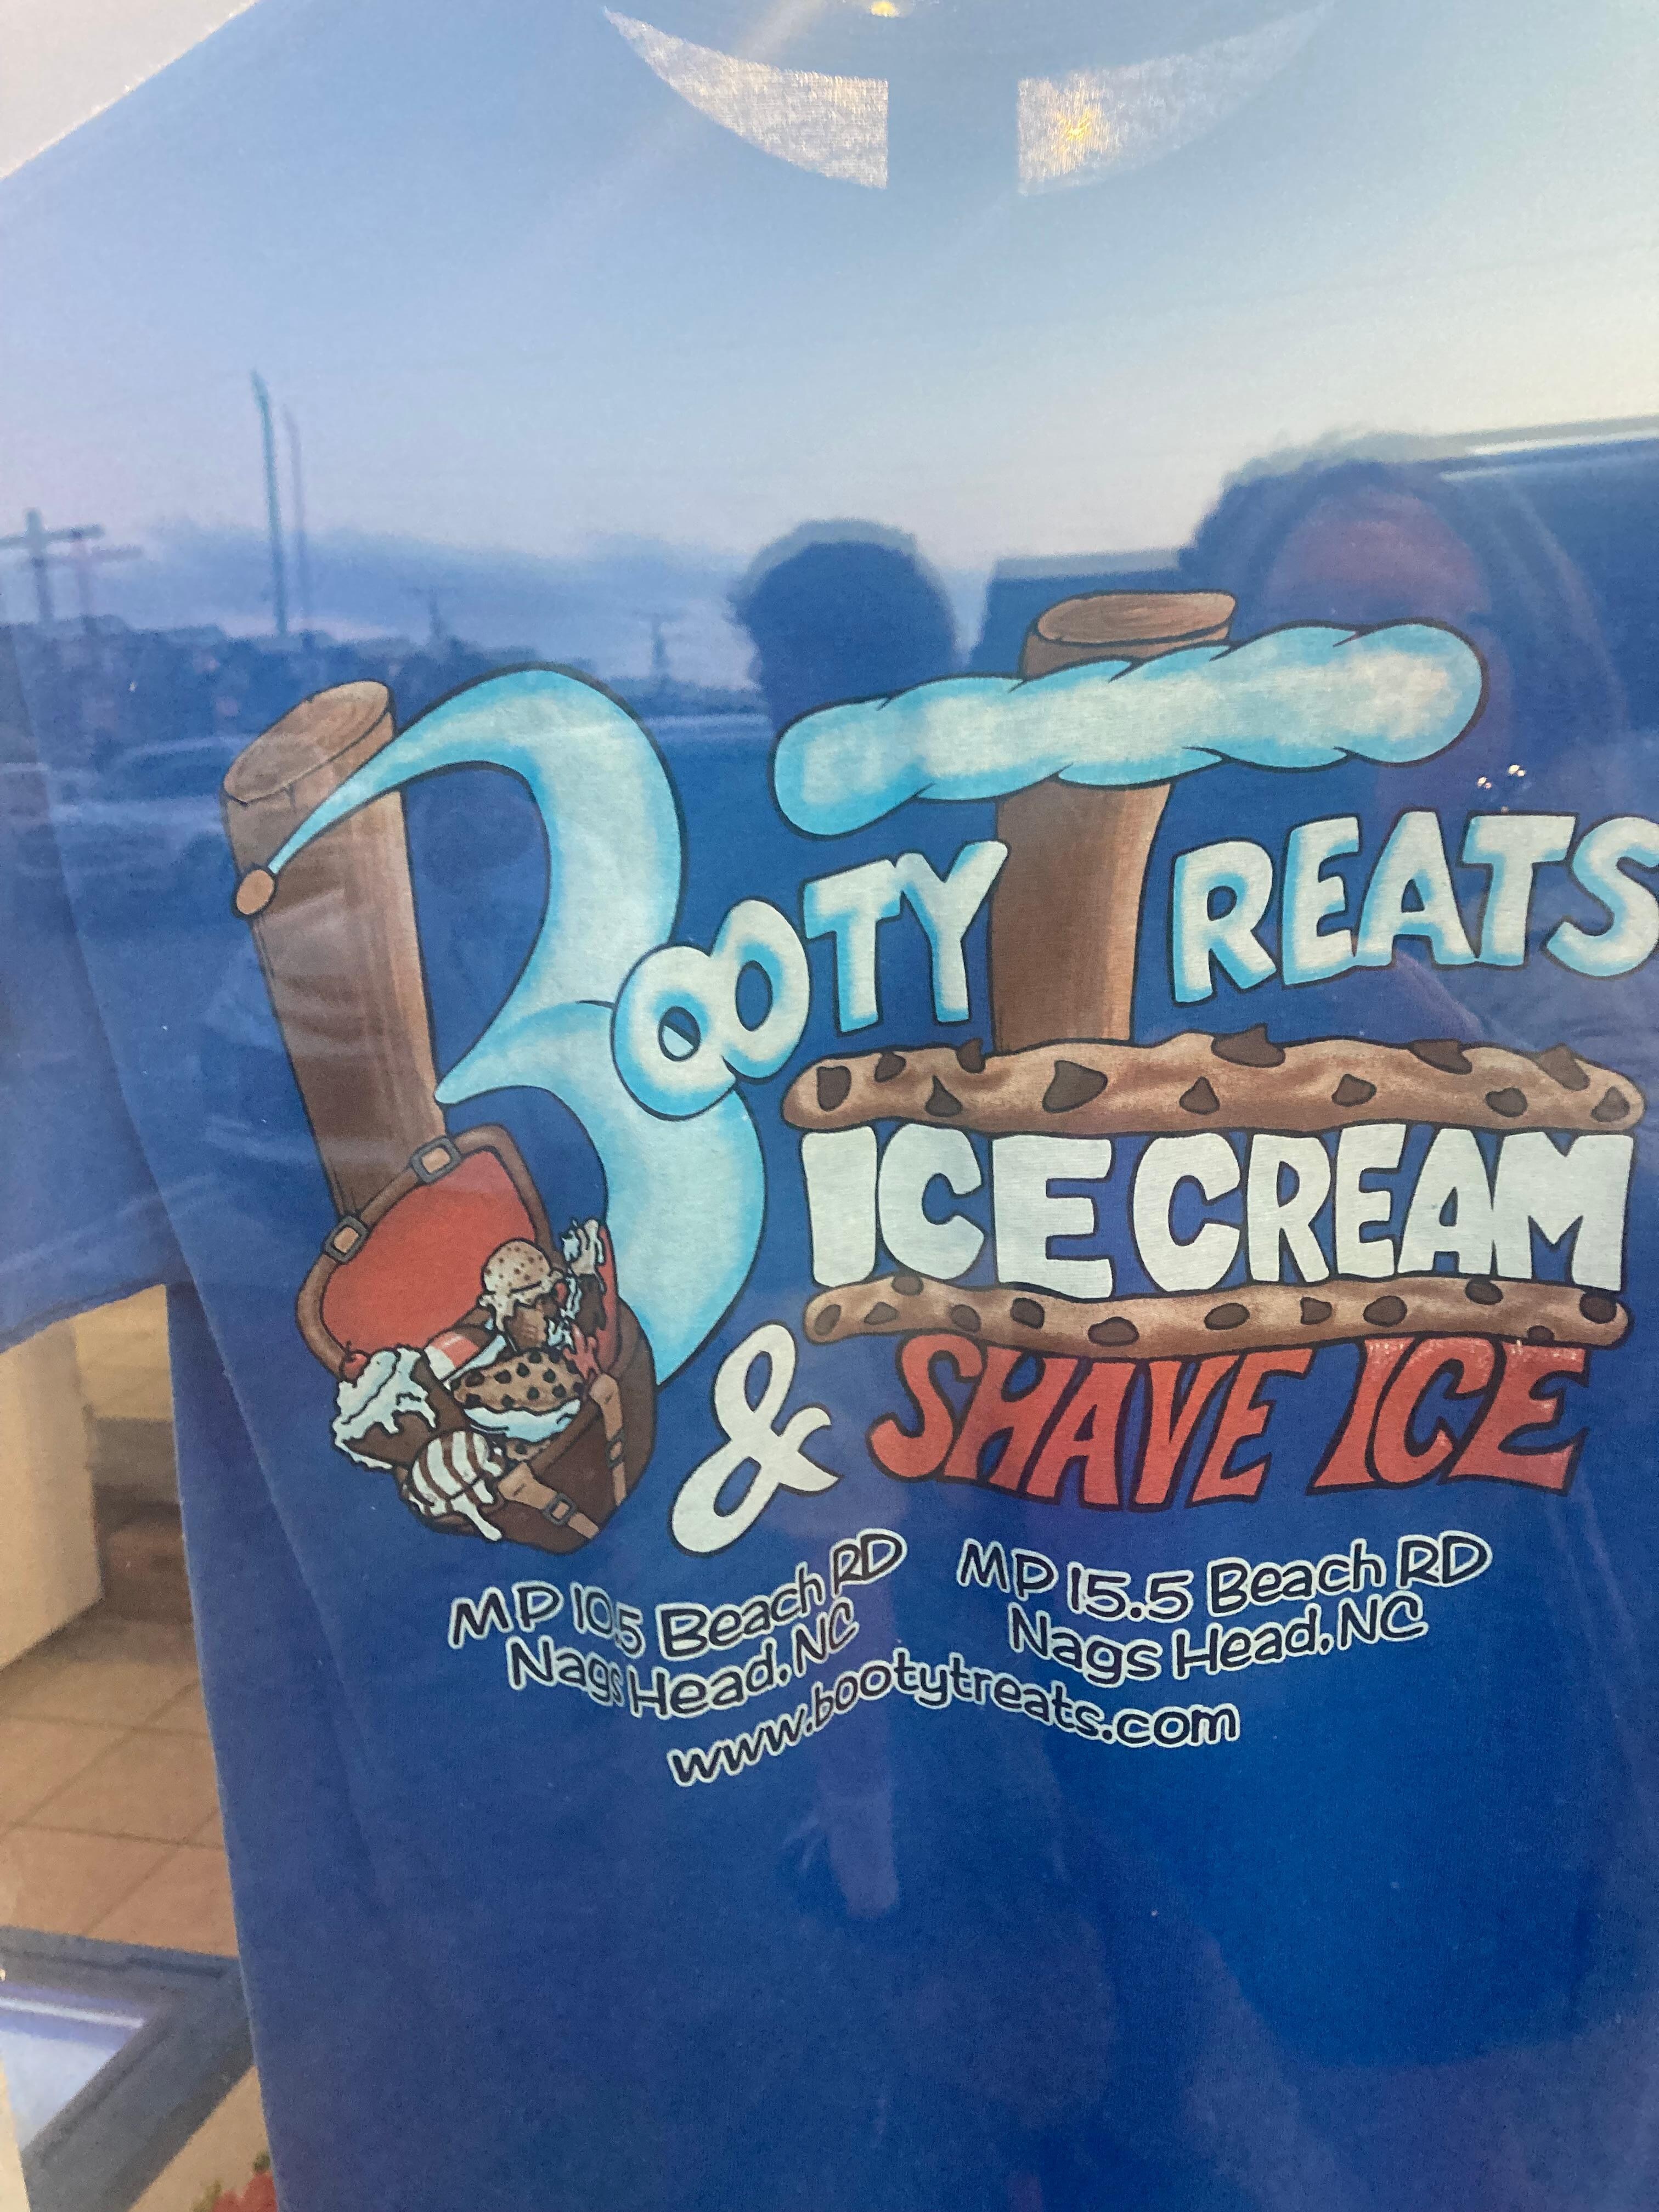 BOOTY TREATS
ICE CREAM
& SHAVE ICE
MP 10.5 Beach RD
Nags Head, NC
MP 15.5 Beach RD
Nags Head, NC
www.bootytreats.com